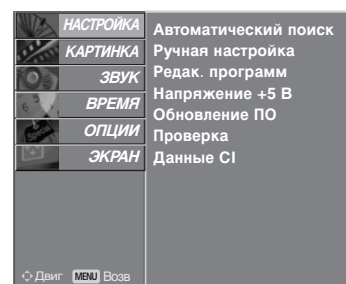 НАСТРОЙКА
КАРТИНКА
ЗВУК
ВРЕМЯ
ОПЦИИ
ЭКРАН
Автоматический поиск
Ручная настройка
Редак. программ
Напряжение +5 В
Обновление ПО
Проверка
Данные CI
Двиг MENU Возв